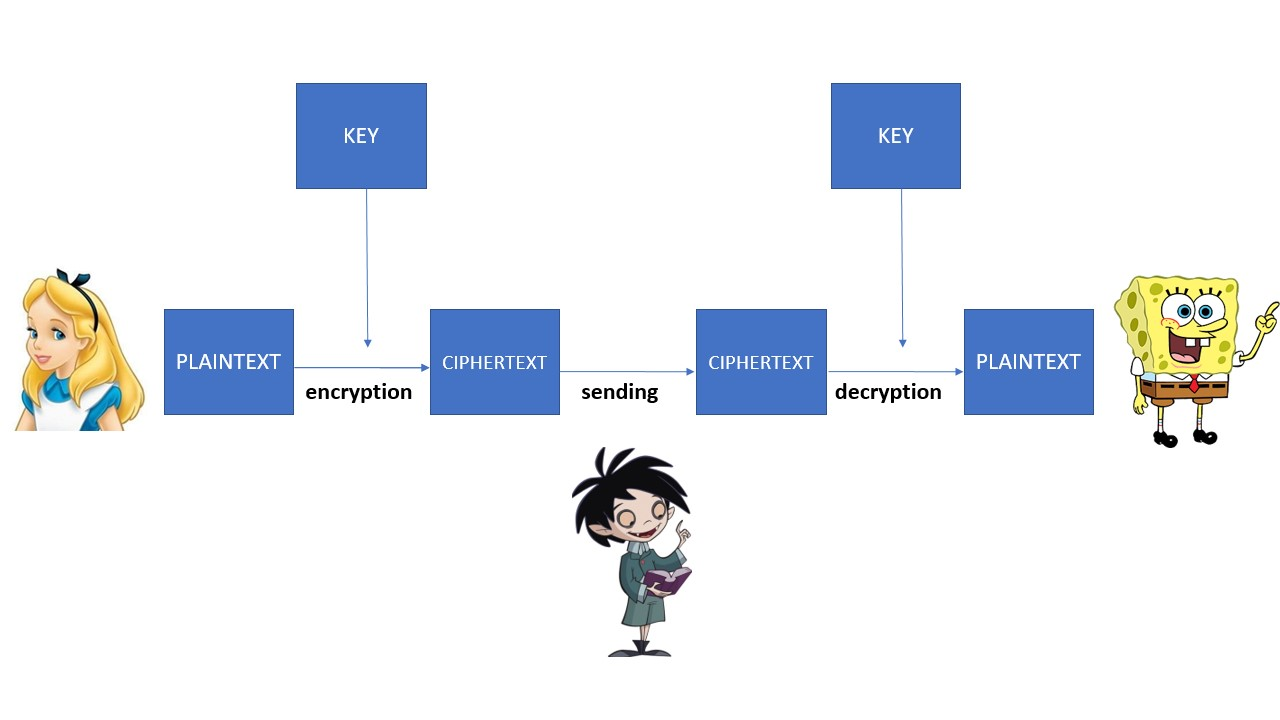 KEY
KEY
PLAINTEXT
encryption
CIPHERTEXT
sending
CIPHERTEXT
decryption
PLAINTEXT